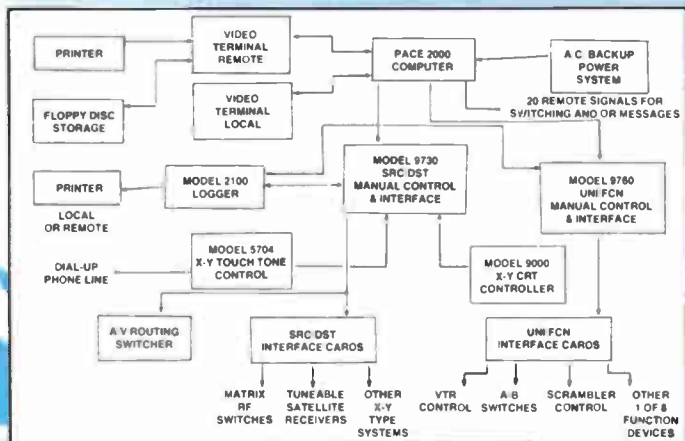 PRINTER
VIDEO
TERMINAL
REMOTE
PACE 2000
COMPUTER
A.C. BACKUP
POWER
SYSTEM
FLOPPY DISC
STORAGE
VIDEO
TERMINAL
LOCAL
20 REMOTE SIGNALS FOR
SWITCHING AND/OR MESSAGES
PRINTER
LOCAL
OR REMOTE
MODEL 2100
LOGGER
MODEL 9730
SRC/DST
MANUAL CONTROL
& INTERFACE
MODEL 9760
UNI/FCN
MANUAL CONTROL
& INTERFACE
DIAL-UP
PHONE LINE
MODEL 5704
X-Y TOUCH TONE
CONTROL
MODEL 9000
X-Y CRT
CONTROLLER
A/V ROUTING
SWITCHER
SRC/DST
INTERFACE CARDS
UNI/FCN
INTERFACE CARDS
MATRIX
RF
SWITCHES
TUNEABLE
SATELLITE
RECEIVERS
OTHER
X-Y
TYPE
SYSTEMS
VTR
CONTROL
A-B
SWITCHES
SCRAMBLER
CONTROL
OTHER
1 OF 8
FUNCTION
DEVICES